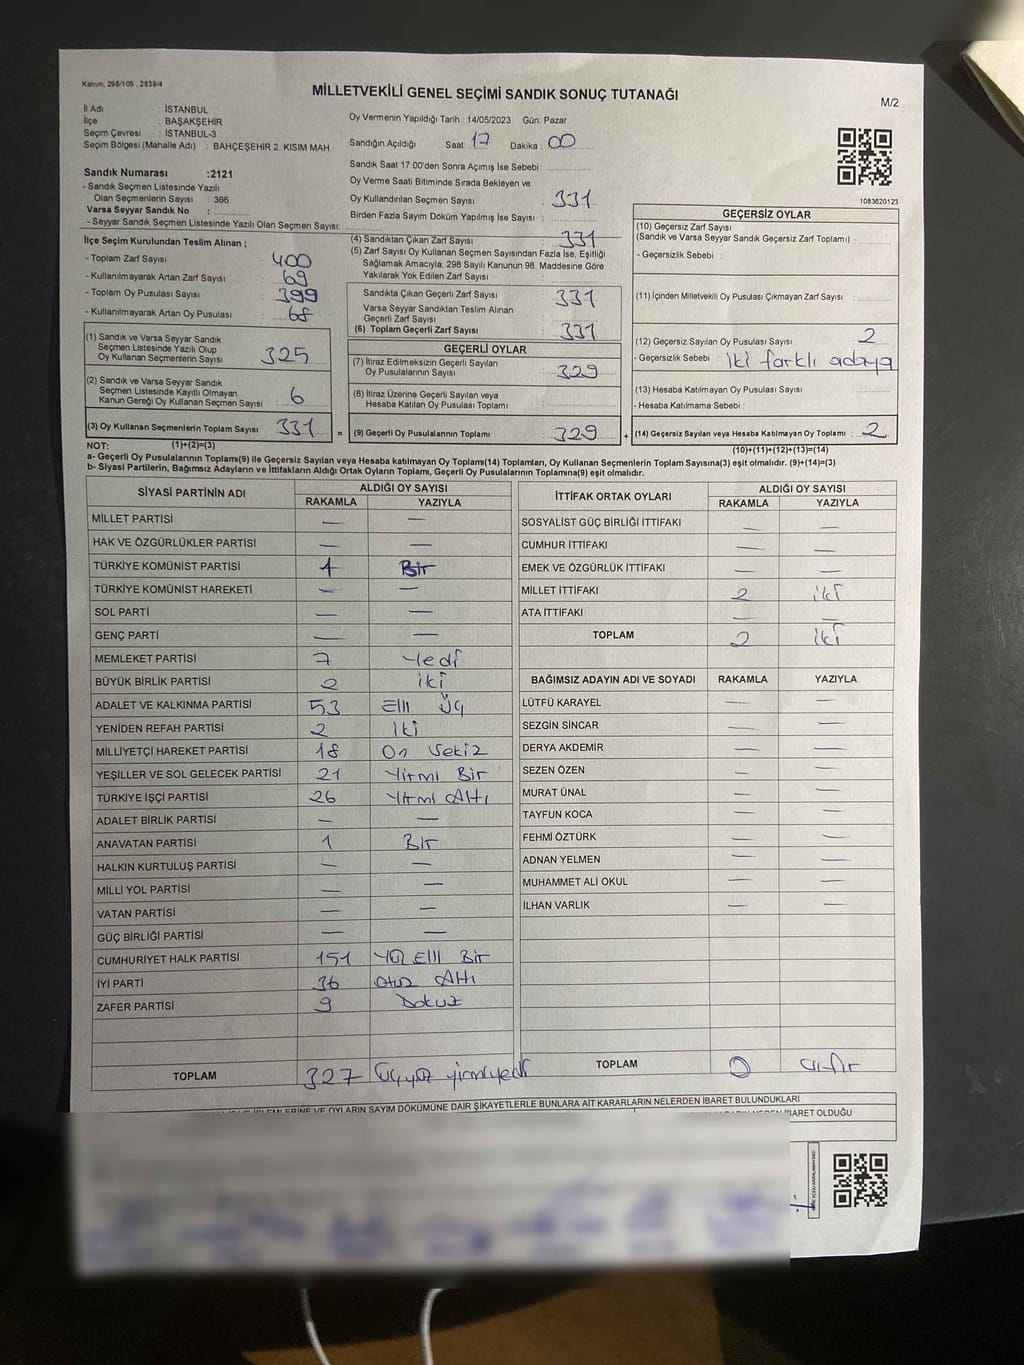 Kanun: 298/105 , 2839/4
MİLLETVEKİLİ GENEL SEÇİMİ SANDIK SONUÇ TUTANAĞI
M/2
İl Adı : İSTANBUL
İlçe : BAŞAKŞEHİR
Seçim Çevresi : İSTANBUL-3
Seçim Bölgesi (Mahalle Adı) : BAHÇEŞEHİR 2. KISIM MAH.
Oy Vermenin Yapıldığı Tarih : 14/05/2023 Gün: Pazar
Sandığın Açıldığı Saat: 17 Dakika : 00
Sandık Saat 17:00'den Sonra Açımış İse Sebebi:
Oy Verme Saati Bitiminde Sırada Bekleyen ve
Oy Kullandırılan Seçmen Sayısı : 331
Birden Fazla Sayım Döküm Yapılmış İse Sayısı :
Sandık Numarası :2121
- Sandık Seçmen Listesinde Yazılı
Olan Seçmenlerin Sayısı : 366
Varsa Seyyar Sandık No :
- Seyyar Sandık Seçmen Listesinde Yazılı Olan Seçmen Sayısı:
1083620123
İlçe Seçim Kurulundan Teslim Alınan ;
- Toplam Zarf Sayısı : 400
- Kullanılmayarak Artan Zarf Sayısı : 69
- Toplam Oy Pusulası Sayısı : 399
- Kullanılmayarak Artan Oy Pusulası : 68
(1) Sandık ve Varsa Seyyar Sandık
Seçmen Listesinde Yazılı Olup
Oy Kullanan Seçmenlerin Sayısı : 325
(2) Sandık ve Varsa Seyyar Sandık
Seçmen Listesinde Kayıtlı Olmayan
Kanun Gereği Oy Kullanan Seçmen Sayısı : 6
(3) Oy Kullanan Seçmenlerin Toplam Sayısı : 331
(4) Sandıktan Çıkan Zarf Sayısı : 331
(5) Zarf Sayısı Oy Kullanan Seçmen Sayısından Fazla İse, Eşitliği
Sağlamak Amacıyla; 298 Sayılı Kanunun 98. Maddesine Göre
Yakılarak Yok Edilen Zarf Sayısı :
Sandıkta Çıkan Geçerli Zarf Sayısı : 331
Varsa Seyyar Sandıktan Teslim Alınan
Geçerli Zarf Sayısı :
(6) Toplam Geçerli Zarf Sayısı : 331
GEÇERLİ OYLAR
(7) İtiraz Edilmeksizin Geçerli Sayılan
Oy Pusulalarının Sayısı : 329
(8) İtiraz Üzerine Geçerli Sayılan veya
Hesaba Katılan Oy Pusulası Toplamı :
= (9) Geçerli Oy Pusulalarının Toplamı : 329
GEÇERSİZ OYLAR
(10) Geçersiz Zarf Sayısı
(Sandık ve Varsa Seyyar Sandık Geçersiz Zarf Toplamı) :
- Geçersizlik Sebebi :
(11) İçinden Milletvekili Oy Pusulası Çıkmayan Zarf Sayısı :
(12) Geçersiz Sayılan Oy Pusulası Sayısı : 2
- Geçersizlik Sebebi : iki farklı adaya
(13) Hesaba Katılmayan Oy Pusulası Sayısı :
- Hesaba Katılmama Sebebi :
+ (14) Geçersiz Sayılan veya Hesaba Katılmayan Oy Toplamı : 2
NOT: (1)+(2)=(3)
(10)+(11)+(12)+(13)=(14)
a- Geçerli Oy Pusulalarının Toplamı(9) ile Geçersiz Sayılan veya Hesaba katılmayan Oy Toplamı(14) Toplamları, Oy Kullanan Seçmenlerin Toplam Sayısına(3) eşit olmalıdır. (9)+(14)=(3)
b- Siyasi Partilerin, Bağımsız Adayların ve İttifakların Aldığı Ortak Oyların Toplamı, Geçerli Oy Pusulalarının Toplamına(9) eşit olmalıdır.
SİYASİ PARTİNİN ADI ALDIĞI OY SAYISI
RAKAMLA YAZIYLA
MİLLET PARTİSİ — —
HAK VE ÖZGÜRLÜKLER PARTİSİ — —
TÜRKİYE KOMÜNİST PARTİSİ 1 Bir
TÜRKİYE KOMÜNİST HAREKETİ — —
SOL PARTİ — —
GENÇ PARTİ — —
MEMLEKET PARTİSİ 7 Yedi
BÜYÜK BİRLİK PARTİSİ 2 iki
ADALET VE KALKINMA PARTİSİ 53 Elli Üç
YENİDEN REFAH PARTİSİ 2 İki
MİLLİYETÇİ HAREKET PARTİSİ 18 On Sekiz
YEŞİLLER VE SOL GELECEK PARTİSİ 21 Yirmi Bir
TÜRKİYE İŞÇİ PARTİSİ 26 Yirmi Altı
ADALET BİRLİK PARTİSİ — —
ANAVATAN PARTİSİ 1 Bir
HALKIN KURTULUŞ PARTİSİ — —
MİLLİ YOL PARTİSİ — —
VATAN PARTİSİ — —
GÜÇ BİRLİĞİ PARTİSİ — —
CUMHURİYET HALK PARTİSİ 151 Yüz Elli Bir
İYİ PARTİ 36 Otuz Altı
ZAFER PARTİSİ 9 Dokuz
TOPLAM 327 Üçyüz yirmiyedi
İTTİFAK ORTAK OYLARI ALDIĞI OY SAYISI
RAKAMLA YAZIYLA
SOSYALİST GÜÇ BİRLİĞİ İTTİFAKI — —
CUMHUR İTTİFAKI — —
EMEK VE ÖZGÜRLÜK İTTİFAKI — —
MİLLET İTTİFAKI 2 iki
ATA İTTİFAKI — —
TOPLAM 2 iki
BAĞIMSIZ ADAYIN ADI VE SOYADI RAKAMLA YAZIYLA
LÜTFÜ KARAYEL — —
SEZGİN SİNCAR — —
DERYA AKDEMİR — —
SEZEN ÖZEN — —
MURAT ÜNAL — —
TAYFUN KOCA — —
FEHMİ ÖZTÜRK — —
ADNAN YELMEN — —
MUHAMMET ALİ OKUL — —
İLHAN VARLIK — —
TOPLAM 0 sıfır
İŞLEMLERİNE VE OYLARIN SAYIM DÖKÜMÜNE DAİR ŞİKAYETLERLE BUNLARA AİT KARARLARIN NELERDEN İBARET BULUNDUKLARI
İBARET OLDUĞU